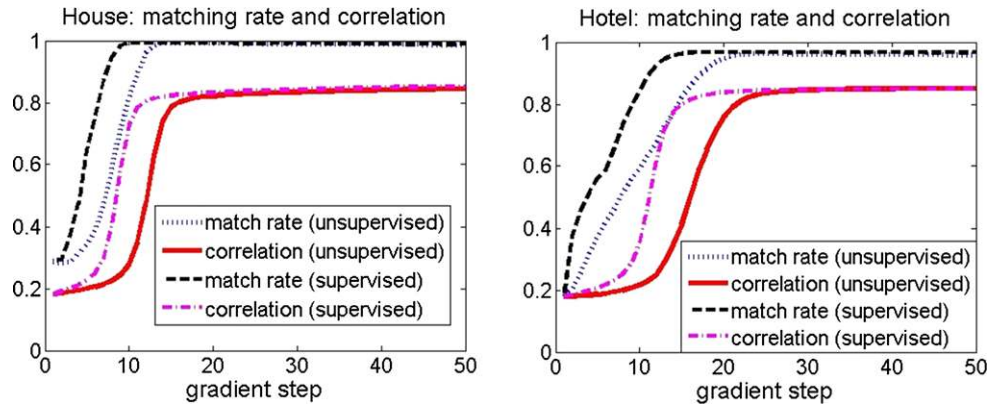 House: matching rate and correlation
1
0.8
0.6
0.4
0.2
0
0
10
20
30
40
50
gradient step
match rate (unsupervised)
correlation (unsupervised)
match rate (supervised)
correlation (supervised)
Hotel: matching rate and correlation
1
0.8
0.6
0.4
0.2
0
0
10
20
30
40
50
gradient step
match rate (unsupervised)
correlation (unsupervised)
match rate (supervised)
correlation (supervised)